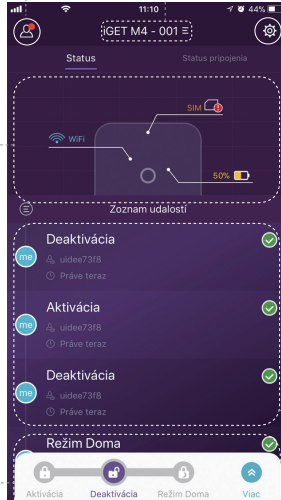 11:10
44%
iGET M4 - 001
Status Status pripojenia
SIM
WiFi
50%
Zoznam udalostí
Deaktivácia
me uidee73f8
Práve teraz
Aktivácia
me uidee73f8
Práve teraz
Deaktivácia
me uidee73f8
Práve teraz
Režim Doma
Aktivácia Deaktivácia Režim Doma Viac